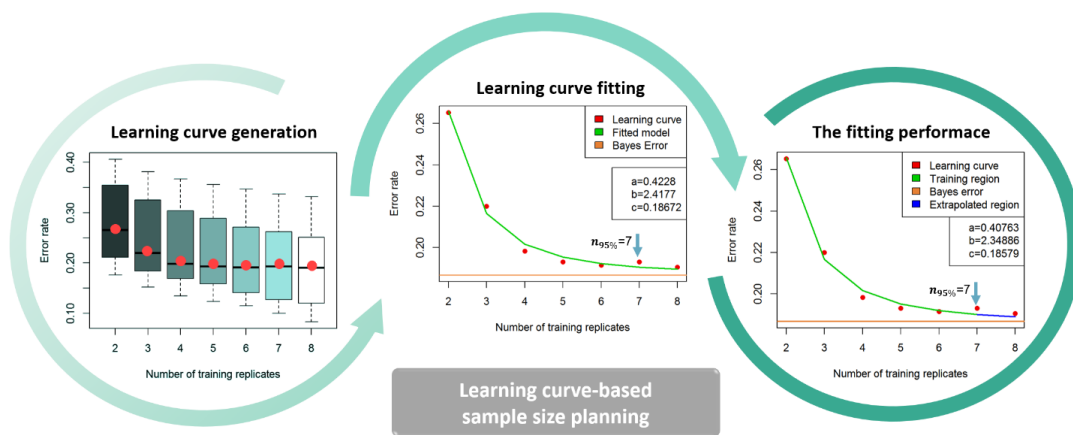 Learning curve generation
Error rate
0.40
0.30
0.20
0.10
2 3 4 5 6 7 8
Number of training replicates
Learning curve fitting
Error rate
0.26
0.24
0.22
0.20
Learning curve
Fitted model
Bayes Error
a=0.4228
b=2.4177
c=0.18672
n95%=7
2 3 4 5 6 7 8
Number of training replicates
The fitting performace
Error rate
0.26
0.24
0.22
0.20
Learning curve
Training region
Bayes error
Extrapolated region
a=0.40763
b=2.34886
c=0.18579
n95%=7
2 3 4 5 6 7 8
Number of training replicates
Learning curve-based
sample size planning